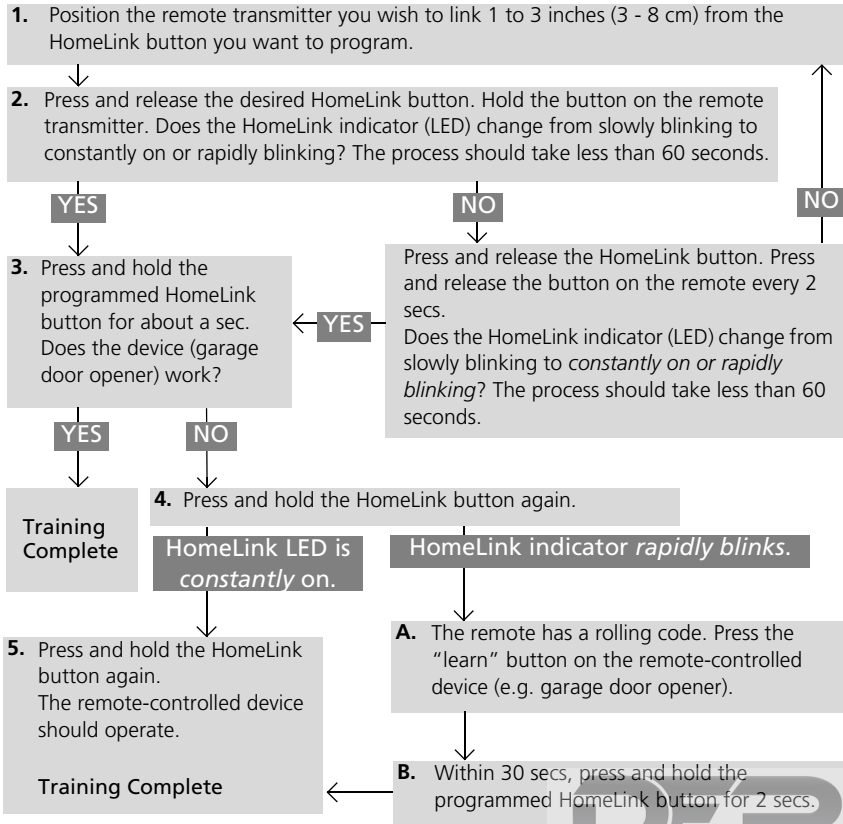 1. Position the remote transmitter you wish to link 1 to 3 inches (3 - 8 cm) from the
HomeLink button you want to program.
2. Press and release the desired HomeLink button. Hold the button on the remote
transmitter. Does the HomeLink indicator (LED) change from slowly blinking to
constantly on or rapidly blinking? The process should take less than 60 seconds.
YES
NO
NO
3. Press and hold the
programmed HomeLink
button for about a sec.
Does the device (garage
door opener) work?
YES
Press and release the HomeLink button. Press
and release the button on the remote every 2
secs.
Does the HomeLink indicator (LED) change from
slowly blinking to constantly on or rapidly
blinking? The process should take less than 60
seconds.
YES
NO
Training
Complete
4. Press and hold the HomeLink button again.
HomeLink LED is
constantly on.
HomeLink indicator rapidly blinks.
5. Press and hold the HomeLink
button again.
The remote-controlled device
should operate.
Training Complete
A. The remote has a rolling code. Press the
“learn” button on the remote-controlled
device (e.g. garage door opener).
B. Within 30 secs, press and hold the
programmed HomeLink button for 2 secs.